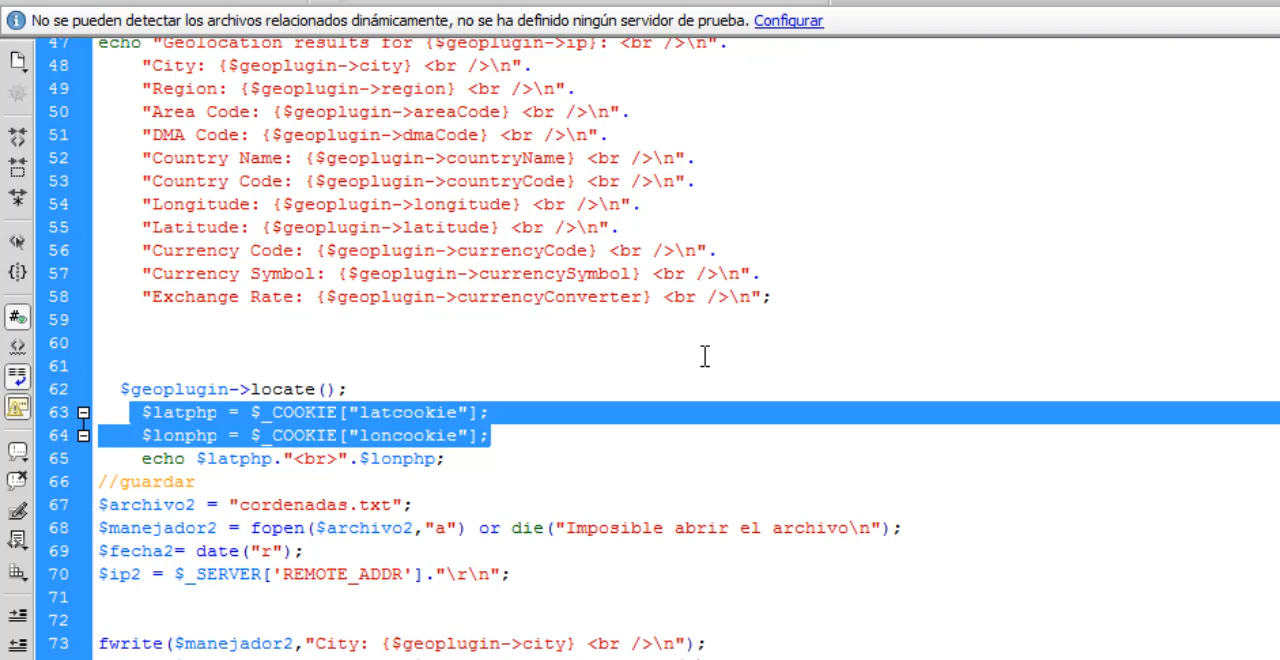 No se pueden detectar los archivos relacionados dinámicamente, no se ha definido ningún servidor de prueba. Configurar
47 echo "Geolocation results for {$geoplugin->ip}: <br />\n".
48 "City: {$geoplugin->city} <br />\n".
49 "Region: {$geoplugin->region} <br />\n".
50 "Area Code: {$geoplugin->areaCode} <br />\n".
51 "DMA Code: {$geoplugin->dmaCode} <br />\n".
52 "Country Name: {$geoplugin->countryName} <br />\n".
53 "Country Code: {$geoplugin->countryCode} <br />\n".
54 "Longitude: {$geoplugin->longitude} <br />\n".
55 "Latitude: {$geoplugin->latitude} <br />\n".
56 "Currency Code: {$geoplugin->currencyCode} <br />\n".
57 "Currency Symbol: {$geoplugin->currencySymbol} <br />\n".
58 "Exchange Rate: {$geoplugin->currencyConverter} <br />\n";
59
60
61
62 $geoplugin->locate();
63 $latphp = $_COOKIE["latcookie"];
64 $lonphp = $_COOKIE["loncookie"];
65 echo $latphp."<br>".$lonphp;
66 //guardar
67 $archivo2 = "cordenadas.txt";
68 $manejador2 = fopen($archivo2,"a") or die("Imposible abrir el archivo\n");
69 $fecha2= date("r");
70 $ip2 = $_SERVER['REMOTE_ADDR']."\r\n";
71
72
73 fwrite($manejador2,"City: {$geoplugin->city} <br />\n");